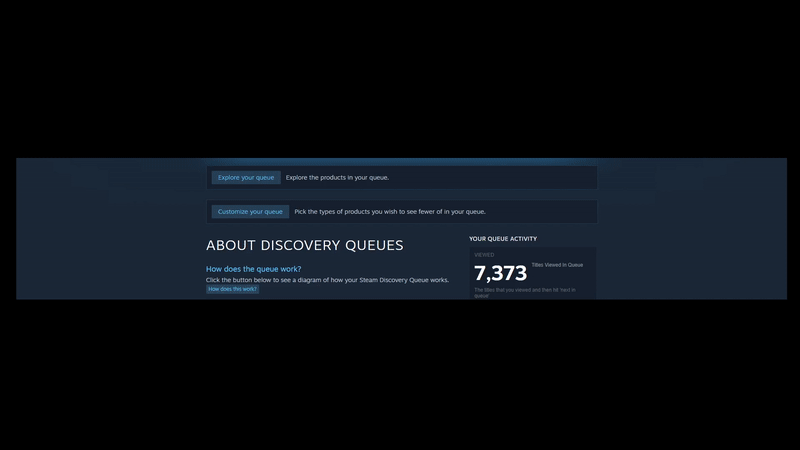 Explore your queue Explore the products in your queue.
Customize your queue Pick the types of products you wish to see fewer of in your queue.
ABOUT DISCOVERY QUEUES
How does the queue work?
Click the button below to see a diagram of how your Steam Discovery Queue works.
How does this work?
YOUR QUEUE ACTIVITY
VIEWED
7,373 Titles Viewed In Queue
The titles that you viewed and then hit 'next in
queue'